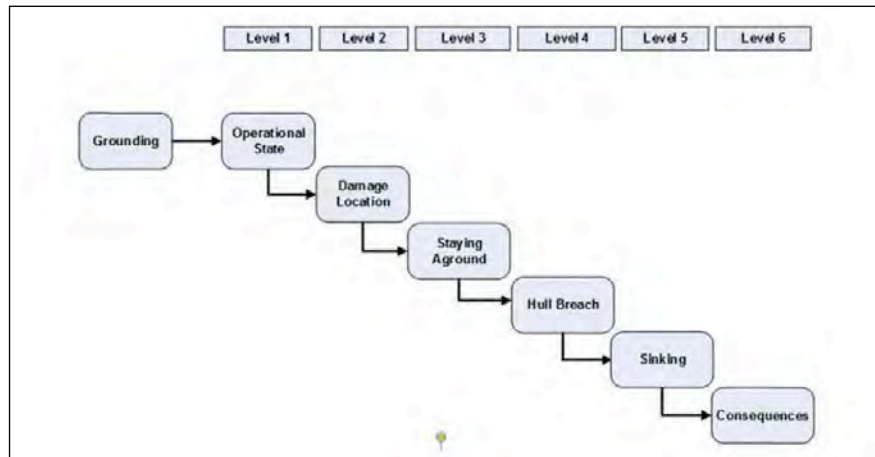 Level 1 Level 2 Level 3 Level 4 Level 5 Level 6
Grounding
Operational
State
Damage
Location
Staying
Aground
Hull Breach
Sinking
Consequences